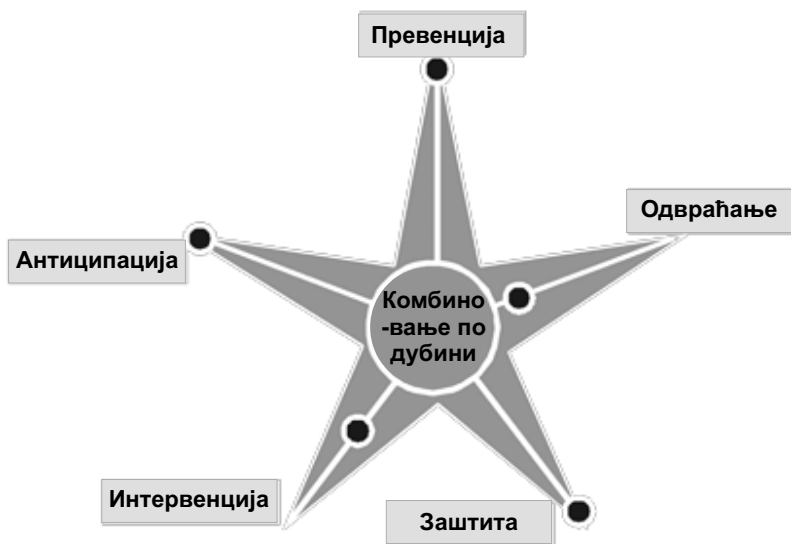 Превенција
Одвраћање
Антиципација
Комбино
-вање по
дубини
Интервенција
Заштита